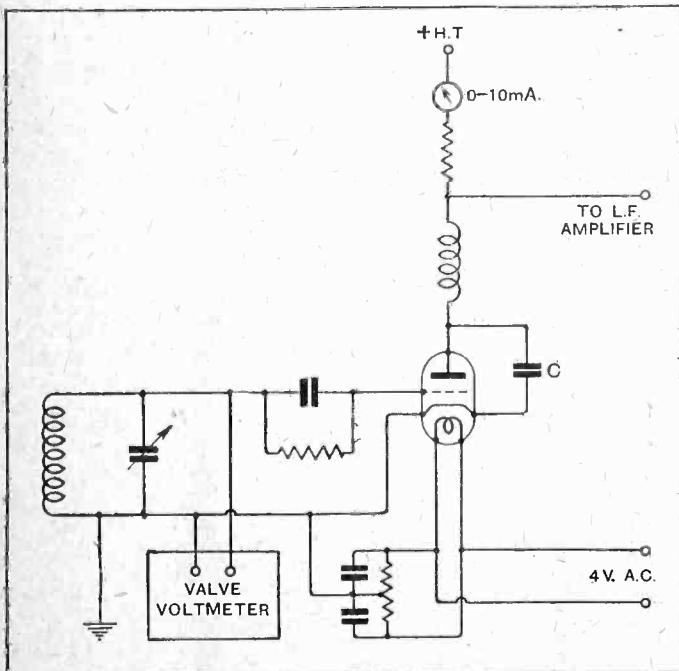 +H.T
0-10mA.
TO L.F.
AMPLIFIER
C
VALVE
VOLTMETER
4V. A.C.